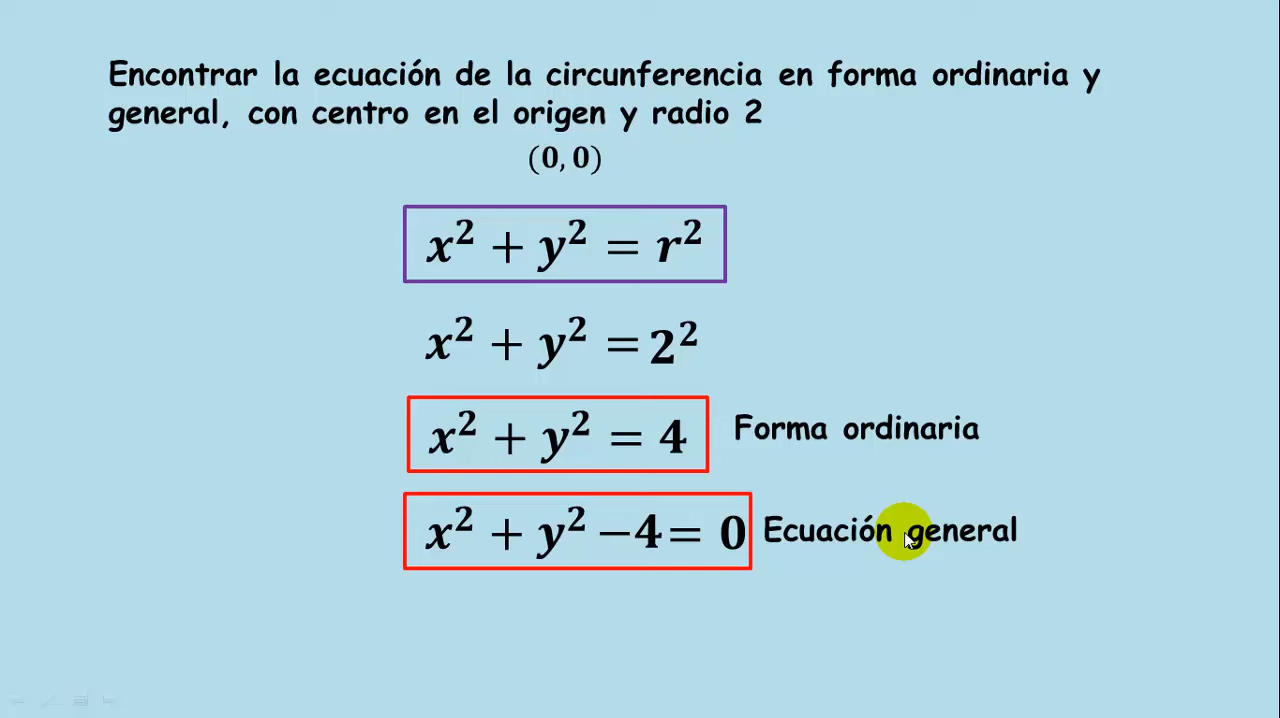 Encontrar la ecuación de la circunferencia en forma ordinaria y
general, con centro en el origen y radio 2
(0, 0)
x² + y² = r²
x² + y² = 2²
x² + y² = 4 Forma ordinaria
x² + y² − 4 = 0 Ecuación general